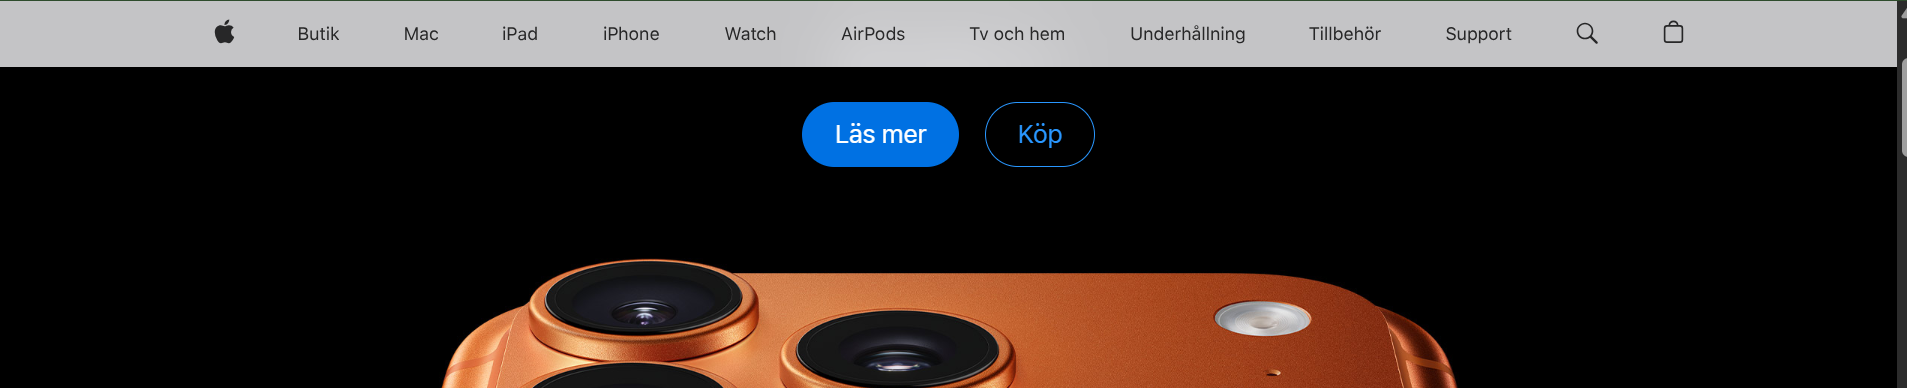 Butik Mac iPad iPhone Watch AirPods Tv och hem Underhållning Tillbehör Support
Läs mer Köp